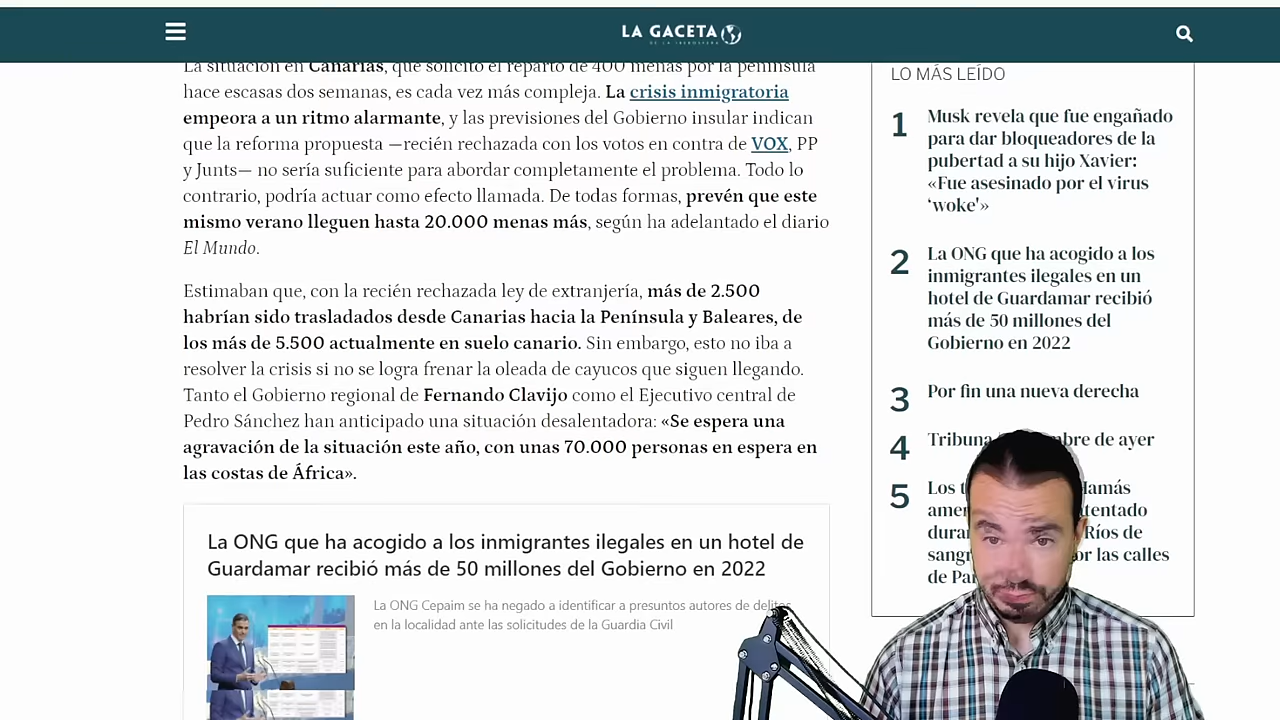 LA GACETA
DE LA IBEROSFERA
La situación en Canarias, que solicitó el reparto de 400 menas por la península
hace escasas dos semanas, es cada vez más compleja. La crisis inmigratoria
empeora a un ritmo alarmante, y las previsiones del Gobierno insular indican
que la reforma propuesta —recién rechazada con los votos en contra de VOX, PP
y Junts— no sería suficiente para abordar completamente el problema. Todo lo
contrario, podría actuar como efecto llamada. De todas formas, prevén que este
mismo verano lleguen hasta 20.000 menas más, según ha adelantado el diario
El Mundo.
Estimaban que, con la recién rechazada ley de extranjería, más de 2.500
habrían sido trasladados desde Canarias hacia la Península y Baleares, de
los más de 5.500 actualmente en suelo canario. Sin embargo, esto no iba a
resolver la crisis si no se logra frenar la oleada de cayucos que siguen llegando.
Tanto el Gobierno regional de Fernando Clavijo como el Ejecutivo central de
Pedro Sánchez han anticipado una situación desalentadora: «Se espera una
agravación de la situación este año, con unas 70.000 personas en espera en
las costas de África».
La ONG que ha acogido a los inmigrantes ilegales en un hotel de
Guardamar recibió más de 50 millones del Gobierno en 2022
La ONG Cepaim se ha negado a identificar a presuntos autores de delitos
en la localidad ante las solicitudes de la Guardia Civil
LO MÁS LEÍDO
1 Musk revela que fue engañado
para dar bloqueadores de la
pubertad a su hijo Xavier:
«Fue asesinado por el virus
‘woke'»
2 La ONG que ha acogido a los
inmigrantes ilegales en un
hotel de Guardamar recibió
más de 50 millones del
Gobierno en 2022
3 Por fin una nueva derecha
4 Tribuna mbre de ayer
5 Los t amás
amen tentado
dura Ríos de
sangr or las calles
de Pa